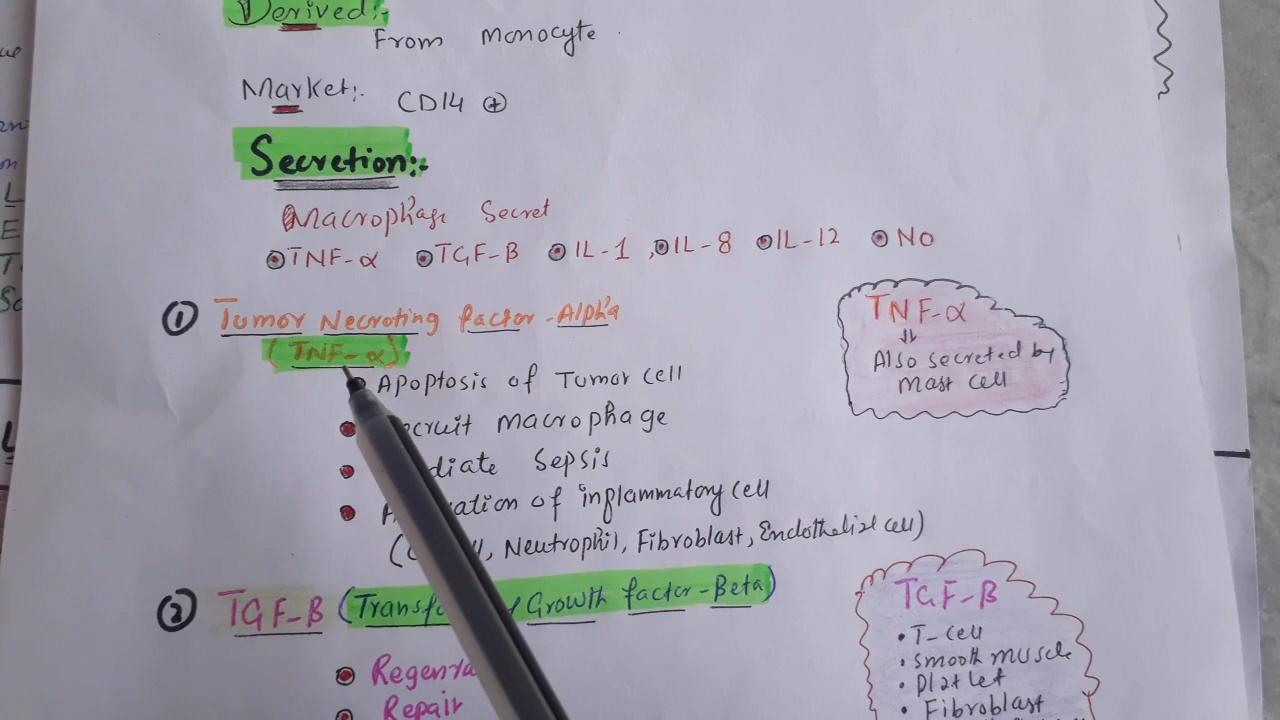 Derived:-
From Monocyte
Market:-
CD14 ⊕
Secretion:-
Macrophage Secret
TNF-α TGF-B IL-1 , IL-8 IL-12 NO
① Tumor Necroting factor-Alpha
(TNF-α)
Apoptosis of Tumor cell
macrophage
Sepsis
of inflammatory cell
Neutrophil, Fibroblast, Endothelial cell)
TNF-α
⇓
Also secreted by
Mast cell
② TGF-B (Growth factor-Beta)
Repair
TGF-B
• T-cell
• Smooth muscle
• Platlet
• Fibroblast